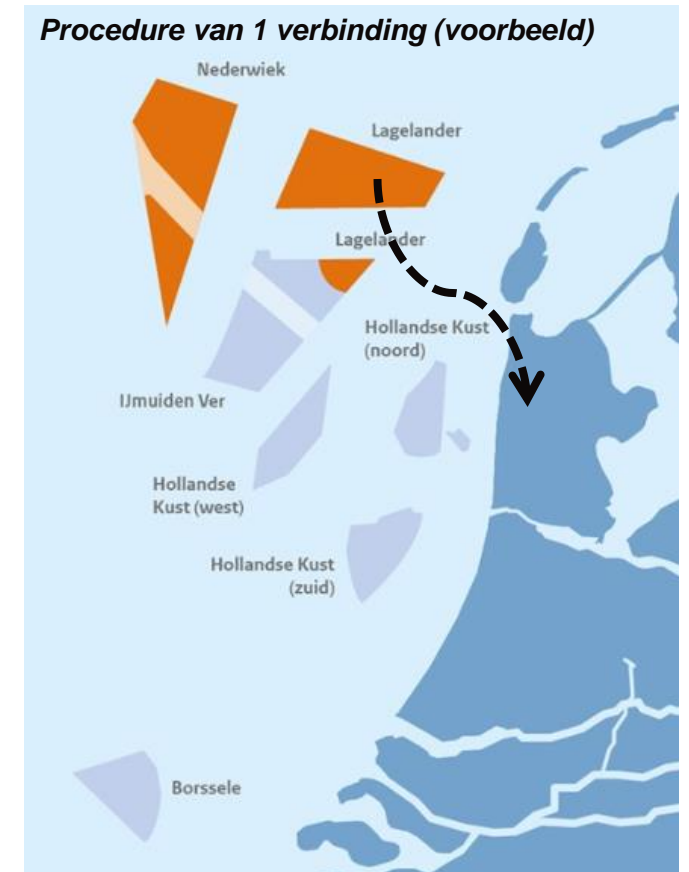 Procedure van 1 verbinding (voorbeeld)
Nederwiek
Lagelander
Lagelander
Hollandse Kust
(noord)
IJmuiden Ver
Hollandse
Kust (west)
Hollandse Kust
(zuid)
Borssele